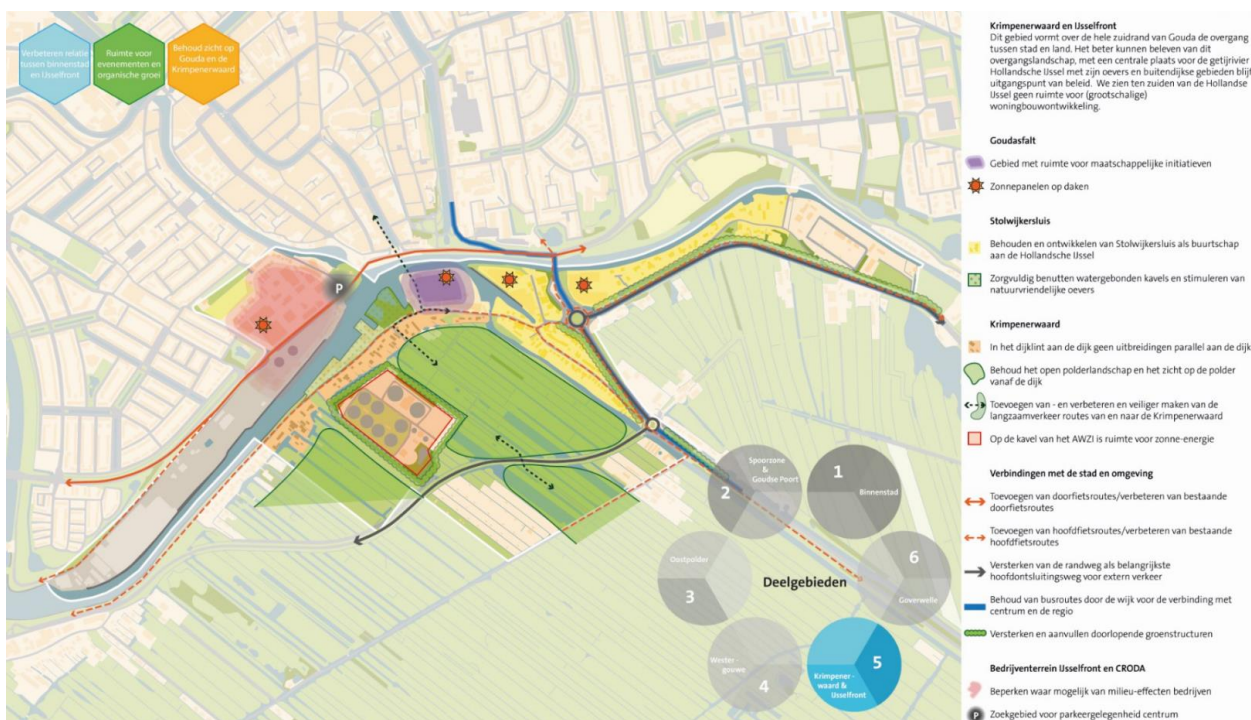 Verbeteren relatie
tussen binnenstad
en IJsselfront
Ruimte voor
evenementen en
organische groei
Behoud zicht op
Gouda en de
Krimpenerwaard
P
Spoorzone
&
Goudse Poort
2
1
Binnenstad
Oostpolder
3
Deelgebieden
6
Goverwelle
Wester-
gouwe
4
5
Krimpener-
waard &
IJsselfront
Krimpenerwaard en IJsselfront
Dit gebied vormt over de hele zuidrand van Gouda de overgang
tussen stad en land. Het beter kunnen beleven van dit
overgangslandschap, met een centrale plaats voor de getijrivier
Hollandsche IJssel met zijn oevers en buitendijkse gebieden blijft
uitgangspunt van beleid. We zien ten zuiden van de Hollandse
IJssel geen ruimte voor (grootschalige)
woningbouwontwikkeling.
Goudasfalt
Gebied met ruimte voor maatschappelijke initiatieven
Zonnepanelen op daken
Stolwijkersluis
Behouden en ontwikkelen van Stolwijkersluis als buurtschap
aan de Hollandsche IJssel
Zorgvuldig benutten watergebonden kavels en stimuleren van
natuurvriendelijke oevers
Krimpenerwaard
In het dijklint aan de dijk geen uitbreidingen parallel aan de dijk
Behoud het open polderlandschap en het zicht op de polder
vanaf de dijk
Toevoegen van - en verbeteren en veiliger maken van de
langzaamverkeer routes van en naar de Krimpenerwaard
Op de kavel van het AWZI is ruimte voor zonne-energie
Verbindingen met de stad en omgeving
Toevoegen van doorfietsroutes/verbeteren van bestaande
doorfietsroutes
Toevoegen van hoofdfietsroutes/verbeteren van bestaande
hoofdfietsroutes
Versterken van de randweg als belangrijkste
hoofdontsluitingsweg voor extern verkeer
Behoud van busroutes door de wijk voor de verbinding met
centrum en de regio
Versterken en aanvullen doorlopende groenstructuren
Bedrijventerrein IJsselfront en CRODA
Beperken waar mogelijk van milieu-effecten bedrijven
P Zoekgebied voor parkeergelegenheid centrum